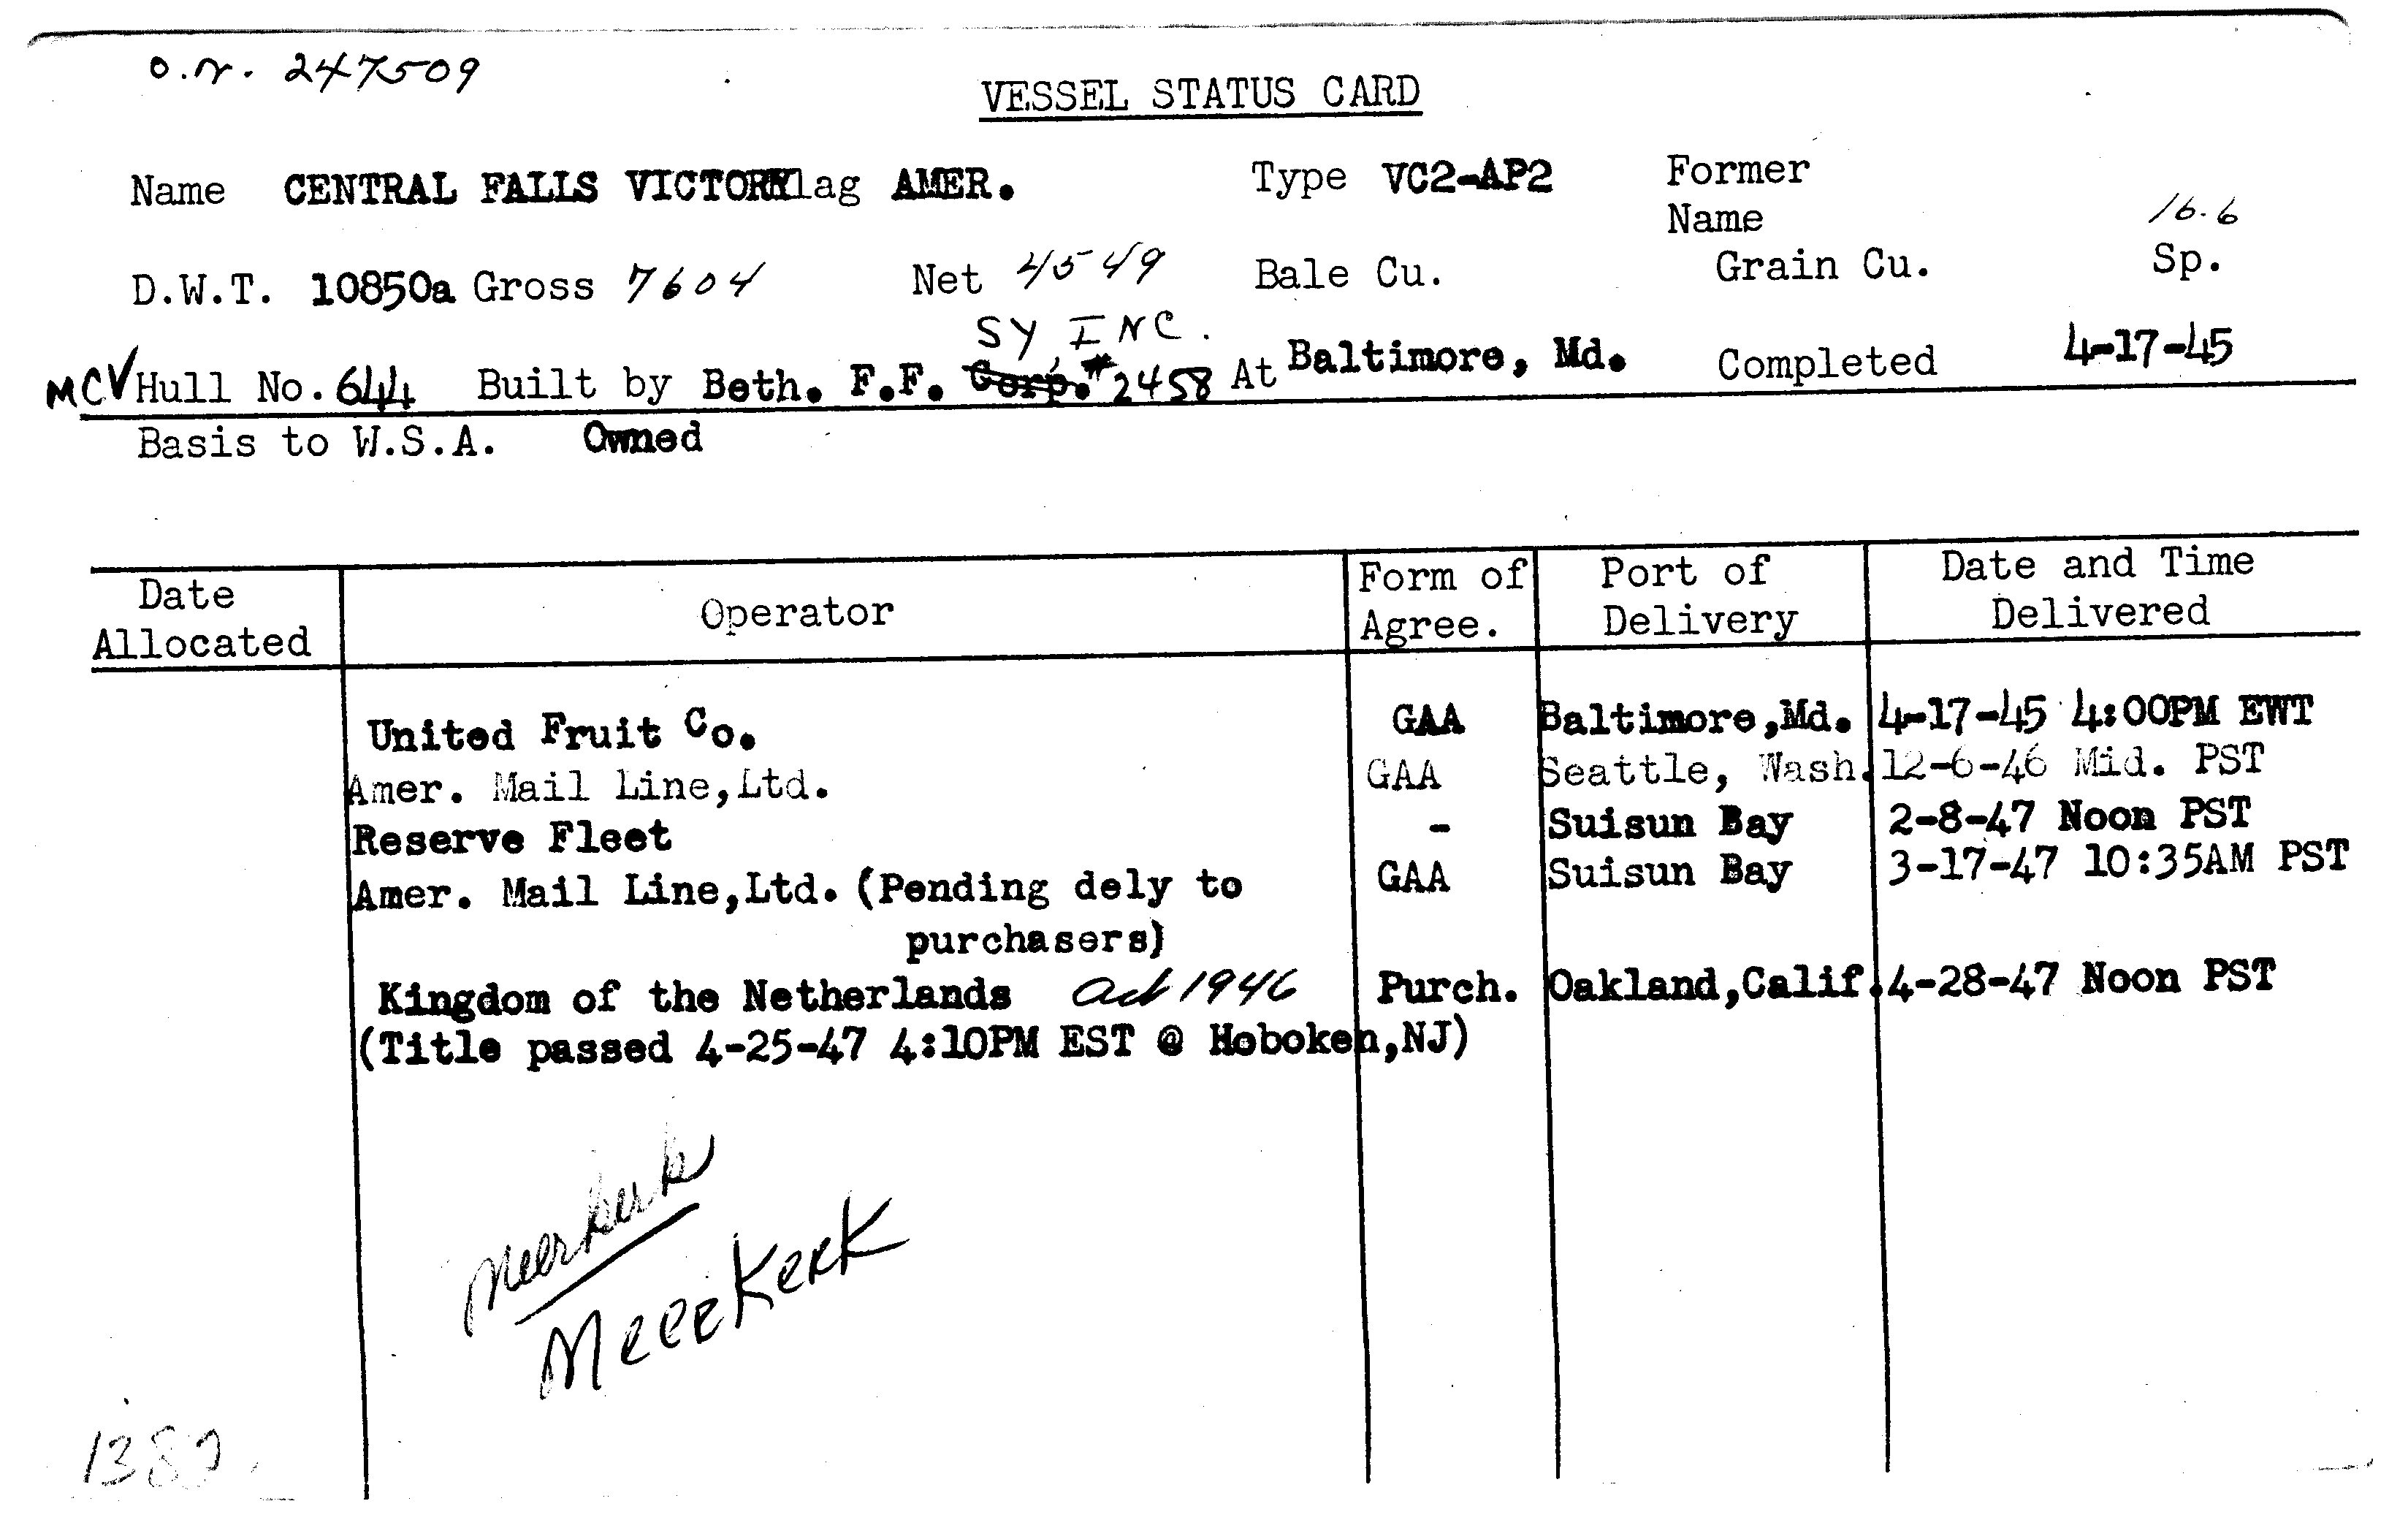 O.N. 247509
VESSEL STATUS CARD
Name CENTRAL FALLS VICTORY Flag AMER. Type VC2-AP2 Former Name
16.6
D.W.T. 10850a Gross 7604 Net 4549 Bale Cu. Grain Cu. Sp.
SY, INC.
MCV Hull No. 644 Built by Beth. F.F. Corp. #2458 At Baltimore, Md. Completed 4-17-45
Basis to W.S.A. Owned
Date Allocated Operator Form of Agree. Port of Delivery Date and Time Delivered
United Fruit Co. GAA Baltimore,Md. 4-17-45 4:00PM EWT
Amer. Mail Line,Ltd. GAA Seattle, Wash. 12-6-46 Mid. PST
Reserve Fleet - Suisun Bay 2-8-47 Noon PST
Amer. Mail Line,Ltd.(Pending dely to GAA Suisun Bay 3-17-47 10:35AM PST
purchasers)
Kingdom of the Netherlands Act 1946 Purch. Oakland,Calif. 4-28-47 Noon PST
(Title passed 4-25-47 4:10PM EST @ Hoboken,NJ)
Meerkerk
MeerKerk